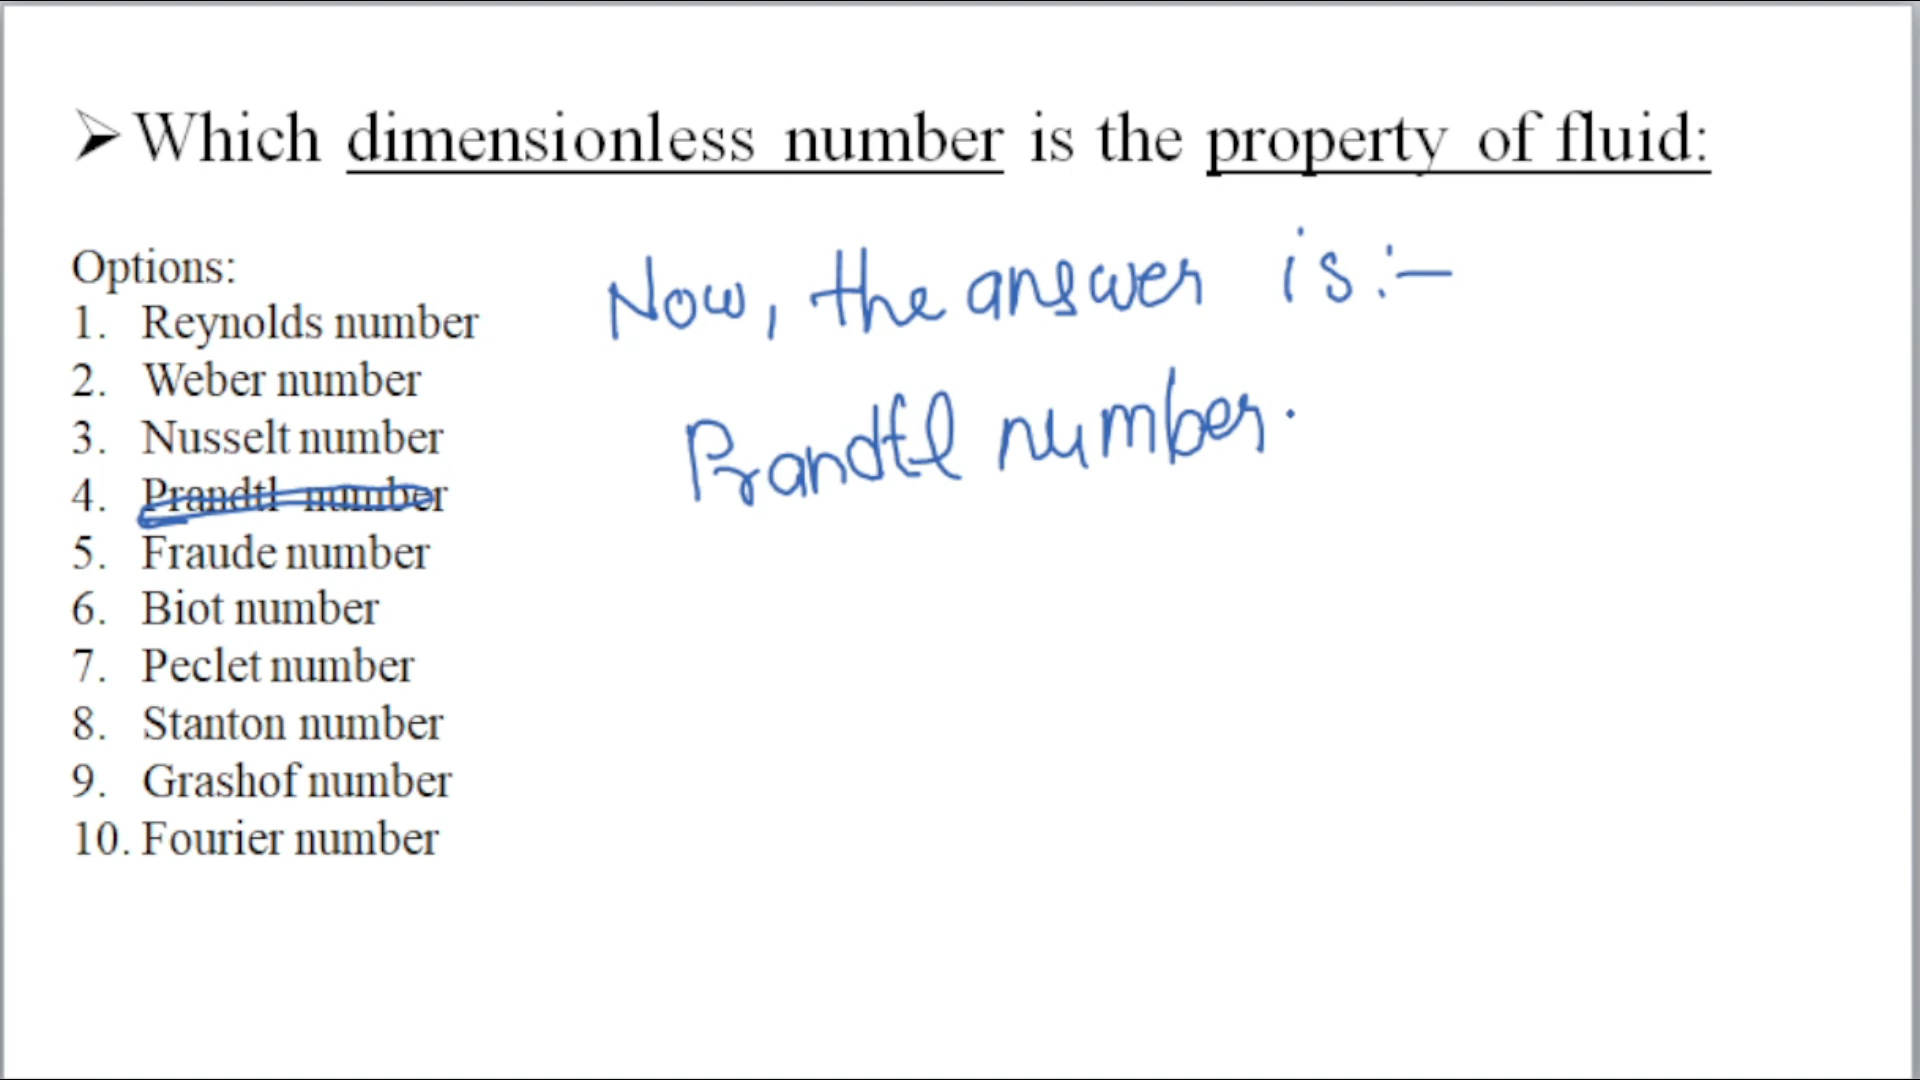 ➢Which dimensionless number is the property of fluid:
Options:
1. Reynolds number
2. Weber number
3. Nusselt number
4. Prandtl number
5. Fraude number
6. Biot number
7. Peclet number
8. Stanton number
9. Grashof number
10. Fourier number
Now, the answer is:-
Prandtl number.